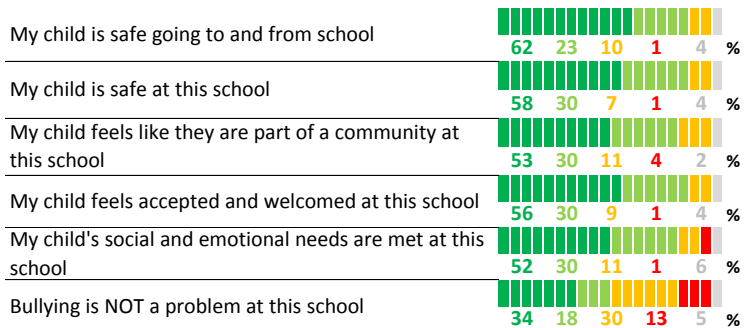 My child is safe going to and from school
62 23 10 1 4 %
My child is safe at this school
58 30 7 1 4 %
My child feels like they are part of a community at
this school
53 30 11 4 2 %
My child feels accepted and welcomed at this school
56 30 9 1 4 %
My child's social and emotional needs are met at this
school
52 30 11 1 6 %
Bullying is NOT a problem at this school
34 18 30 13 5 %